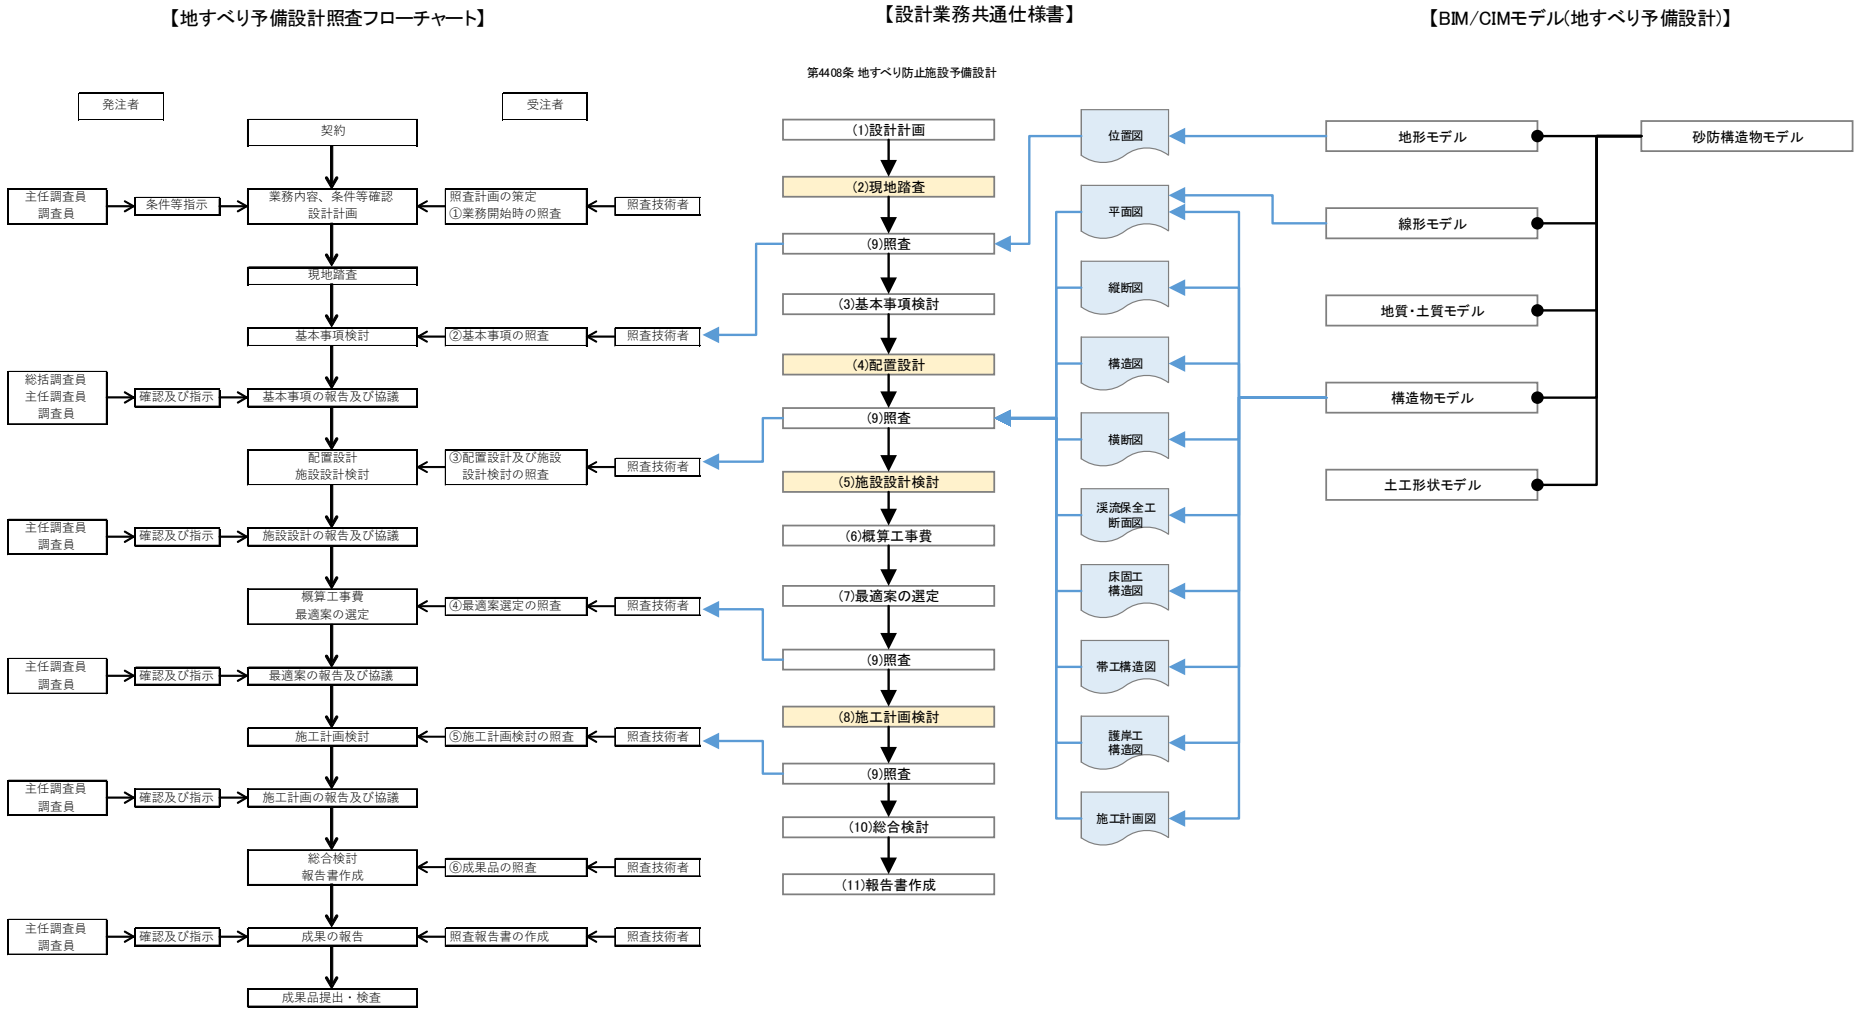 【地すべり予備設計照査フローチャート】
発注者
受注者
契約
主任調査員
調査員
条件等指示
業務内容、条件等確認
設計計画
照査計画の策定
①業務開始時の照査
照査技術者
現地踏査
基本事項検討
②基本事項の照査
照査技術者
総括調査員
主任調査員
調査員
確認及び指示
基本事項の報告及び協議
配置設計
施設設計検討
③配置設計及び施設
設計検討の照査
照査技術者
主任調査員
調査員
確認及び指示
施設設計の報告及び協議
概算工事費
最適案の選定
④最適案選定の照査
照査技術者
主任調査員
調査員
確認及び指示
最適案の報告及び協議
施工計画検討
⑤施工計画検討の照査
照査技術者
主任調査員
調査員
確認及び指示
施工計画の報告及び協議
総合検討
報告書作成
⑥成果品の照査
照査技術者
主任調査員
調査員
確認及び指示
成果の報告
照査報告書の作成
照査技術者
成果品提出・検査
【設計業務共通仕様書】
第4408条 地すべり防止施設予備設計
(1)設計計画
(2)現地踏査
(9)照査
(3)基本事項検討
(4)配置設計
(9)照査
(5)施設設計検討
(6)概算工事費
(7)最適案の選定
(9)照査
(8)施工計画検討
(9)照査
(10)総合検討
(11)報告書作成
位置図
平面図
縦断図
構造図
横断図
渓流保全工
断面図
床固工
構造図
帯工構造図
護岸工
構造図
施工計画図
【BIM/CIMモデル(地すべり予備設計)】
地形モデル
線形モデル
地質・土質モデル
構造物モデル
土工形状モデル
砂防構造物モデル